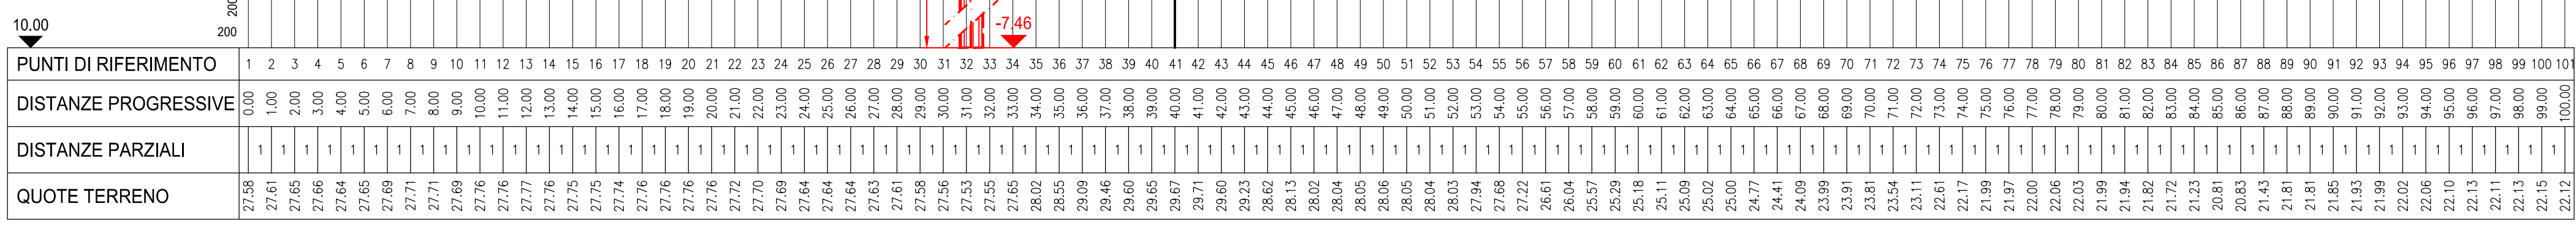 200
200
10.00
-7.46
PUNTI DI RIFERIMENTO 1 2 3 4 5 6 7 8 9 10 11 12 13 14 15 16 17 18 19 20 21 22 23 24 25 26 27 28 29 30 31 32 33 34 35 36 37 38 39 40 41 42 43 44 45 46 47 48 49 50 51 52 53 54 55 56 57 58 59 60 61 62 63 64 65 66 67 68 69 70 71 72 73 74 75 76 77 78 79 80 81 82 83 84 85 86 87 88 89 90 91 92 93 94 95 96 97 98 99 100 101
DISTANZE PROGRESSIVE 0.00 1.00 2.00 3.00 4.00 5.00 6.00 7.00 8.00 9.00 10.00 11.00 12.00 13.00 14.00 15.00 16.00 17.00 18.00 19.00 20.00 21.00 22.00 23.00 24.00 25.00 26.00 27.00 28.00 29.00 30.00 31.00 32.00 33.00 34.00 35.00 36.00 37.00 38.00 39.00 40.00 41.00 42.00 43.00 44.00 45.00 46.00 47.00 48.00 49.00 50.00 51.00 52.00 53.00 54.00 55.00 56.00 57.00 58.00 59.00 60.00 61.00 62.00 63.00 64.00 65.00 66.00 67.00 68.00 69.00 70.00 71.00 72.00 73.00 74.00 75.00 76.00 77.00 78.00 79.00 80.00 81.00 82.00 83.00 84.00 85.00 86.00 87.00 88.00 89.00 90.00 91.00 92.00 93.00 94.00 95.00 96.00 97.00 98.00 99.00 100.00
DISTANZE PARZIALI 1 1 1 1 1 1 1 1 1 1 1 1 1 1 1 1 1 1 1 1 1 1 1 1 1 1 1 1 1 1 1 1 1 1 1 1 1 1 1 1 1 1 1 1 1 1 1 1 1 1 1 1 1 1 1 1 1 1 1 1 1 1 1 1 1 1 1 1 1 1 1 1 1 1 1 1 1 1 1 1 1 1 1 1 1 1 1 1 1 1 1 1 1 1 1 1 1 1 1 1
QUOTE TERRENO 27.58 27.61 27.65 27.66 27.64 27.65 27.69 27.71 27.71 27.69 27.76 27.76 27.77 27.76 27.75 27.75 27.74 27.76 27.76 27.76 27.76 27.72 27.70 27.69 27.64 27.64 27.64 27.63 27.61 27.58 27.56 27.53 27.55 27.65 28.02 28.55 29.09 29.46 29.60 29.65 29.67 29.71 29.60 29.23 28.62 28.13 28.02 28.04 28.05 28.06 28.05 28.04 28.03 27.94 27.68 27.22 26.61 26.04 25.57 25.29 25.18 25.11 25.09 25.02 25.00 24.77 24.41 24.09 23.99 23.91 23.81 23.54 23.11 22.61 22.17 21.99 21.97 22.00 22.06 22.03 21.99 21.94 21.82 21.72 21.23 20.81 20.83 21.43 21.81 21.81 21.85 21.93 21.99 22.02 22.06 22.10 22.13 22.11 22.13 22.15 22.12